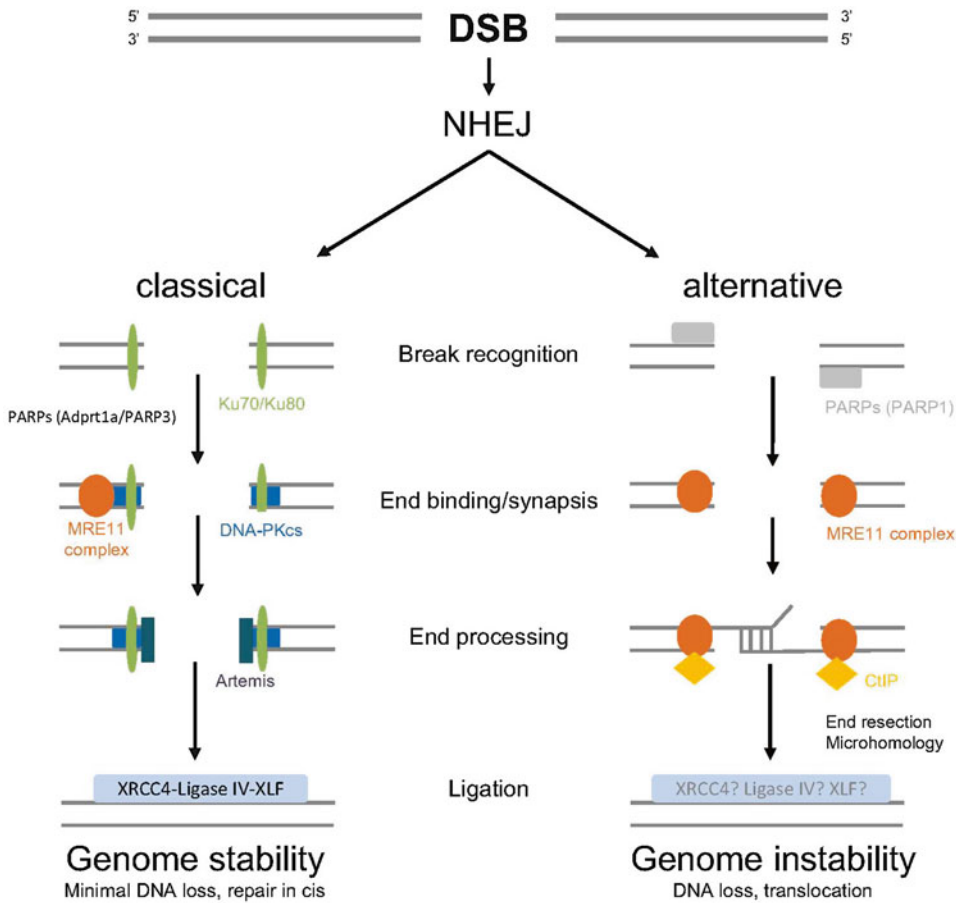 5' DSB 3'
3' 5'
NHEJ
classical alternative
Break recognition
PARPs (Adprt1a/PARP3) Ku70/Ku80 PARPs (PARP1)
End binding/synapsis
MRE11
complex DNA-PKcs MRE11 complex
End processing
Artemis CtIP
End resection
Microhomology
XRCC4-Ligase IV-XLF Ligation XRCC4? Ligase IV? XLF?
Genome stability Genome instability
Minimal DNA loss, repair in cis DNA loss, translocation